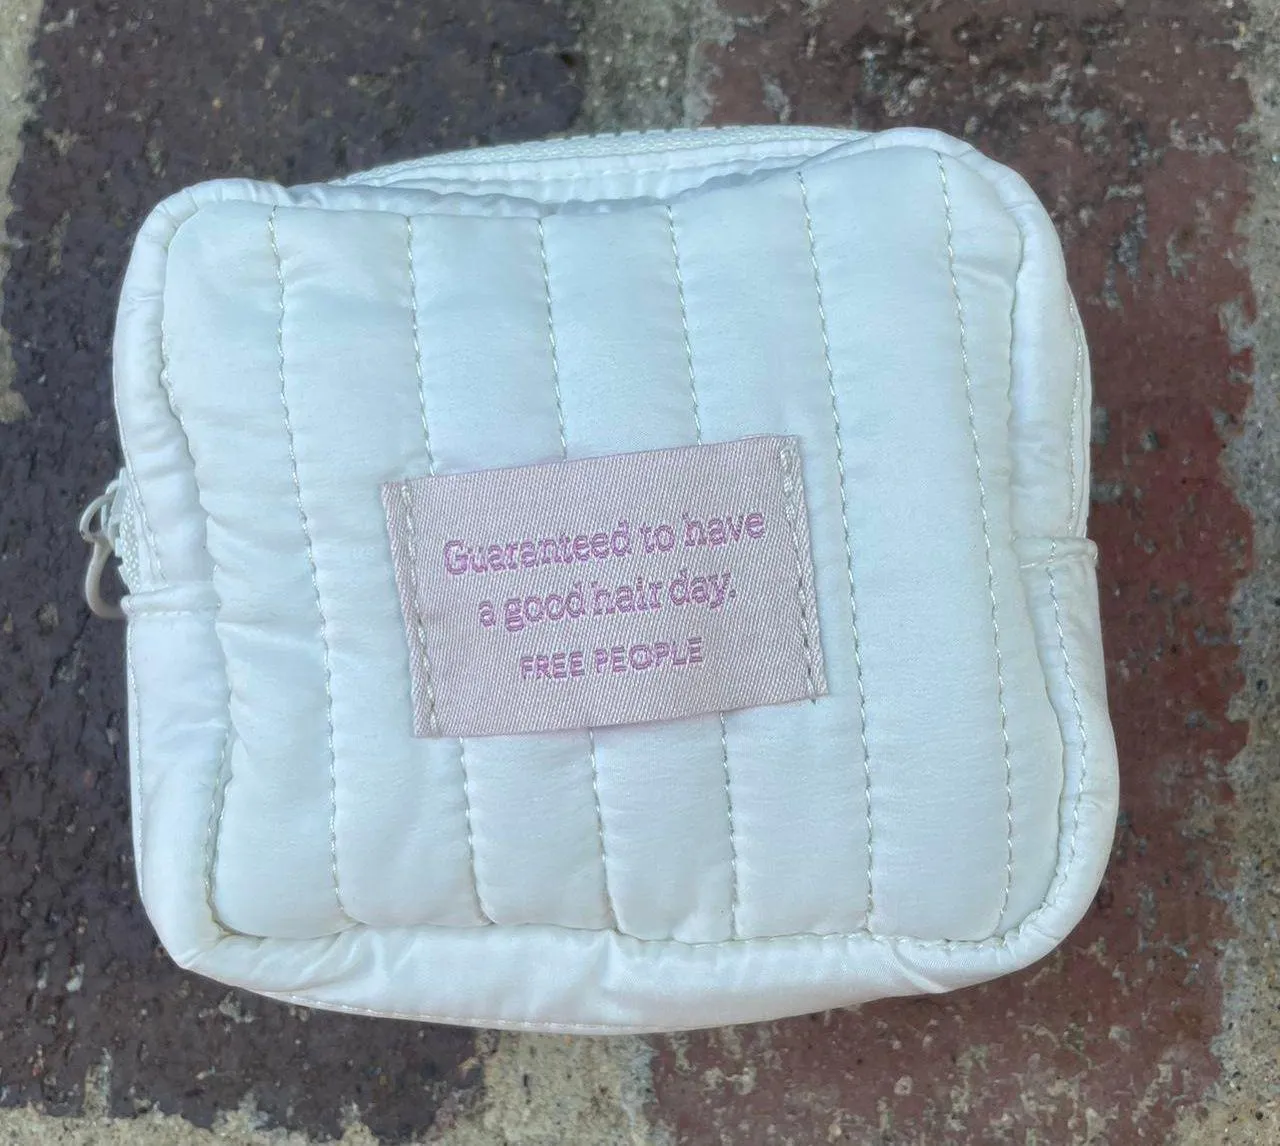 Guaranteed to have
a good hair day.
FREE PEOPLE